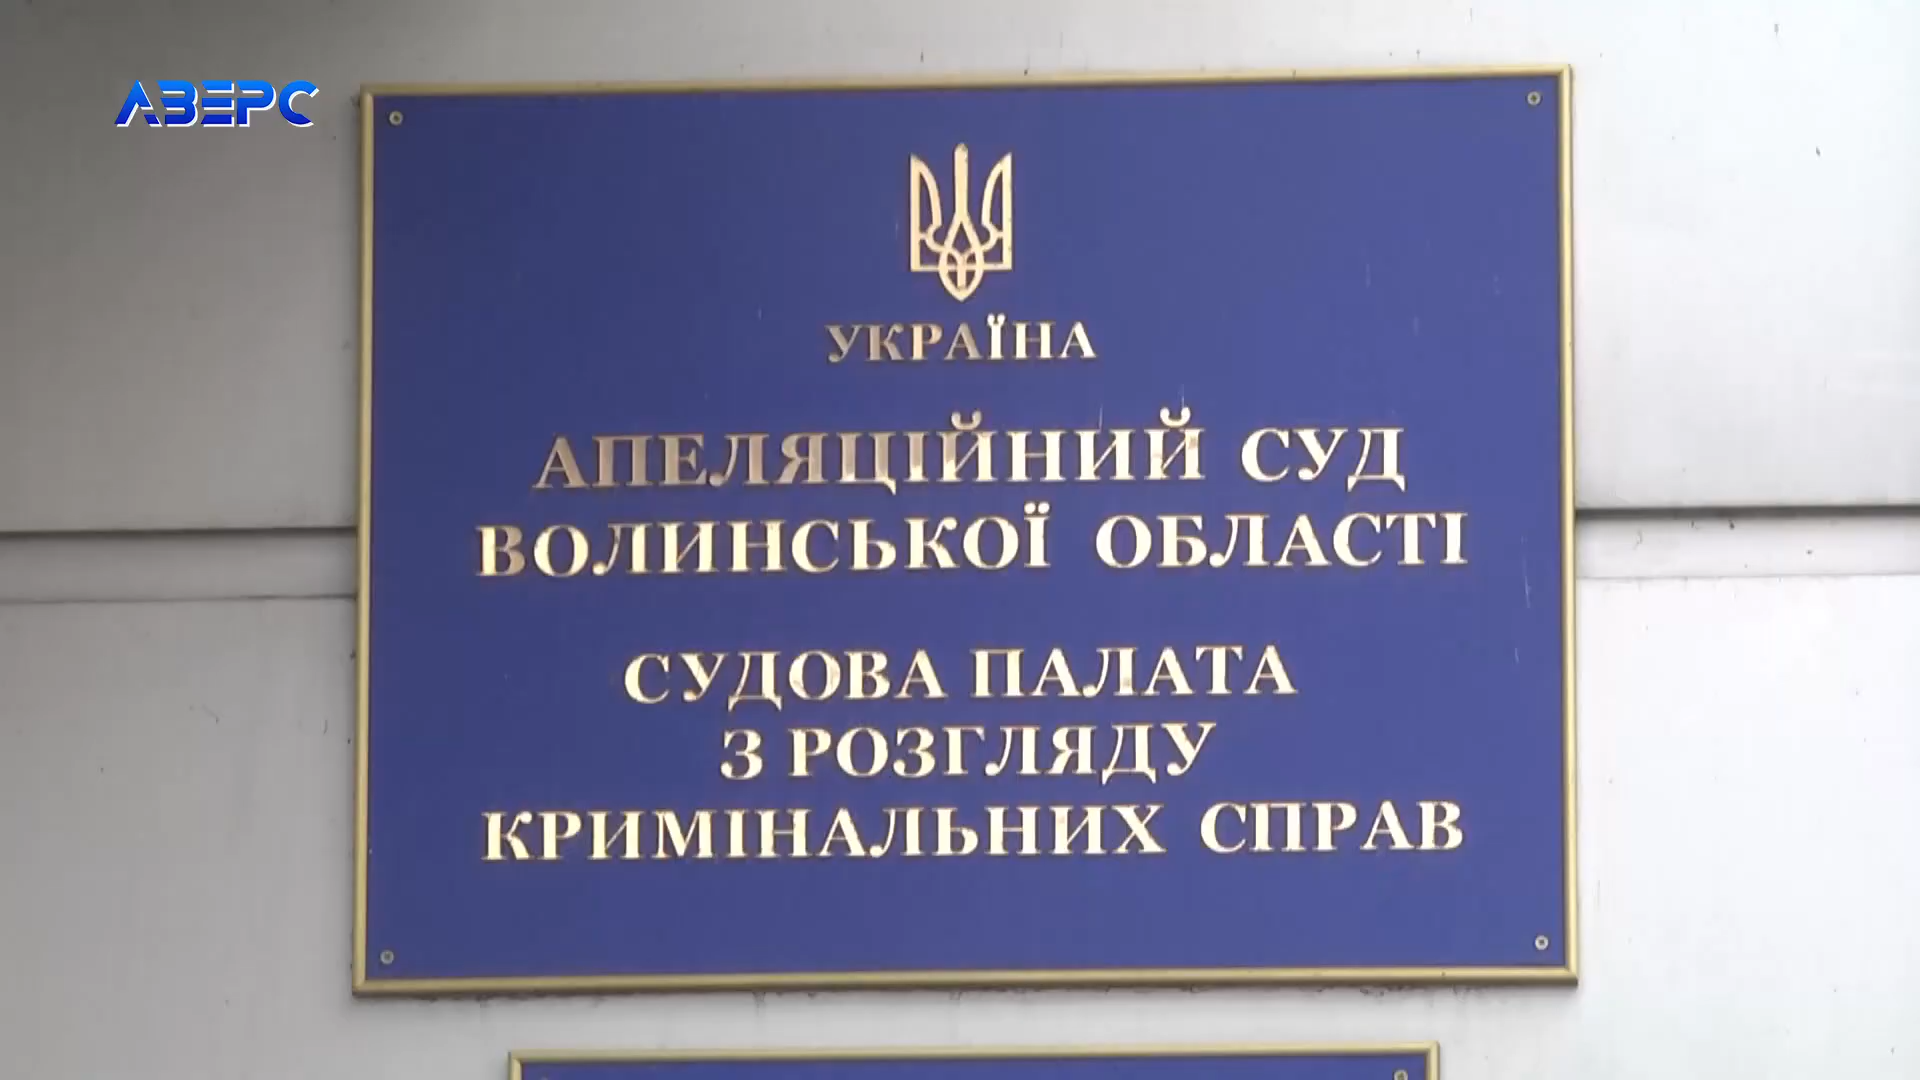 АВЕРС
УКРАЇНА
АПЕЛЯЦІЙНИЙ СУД
ВОЛИНСЬКОЇ ОБЛАСТІ
СУДОВА ПАЛАТА
З РОЗГЛЯДУ
КРИМІНАЛЬНИХ СПРАВ